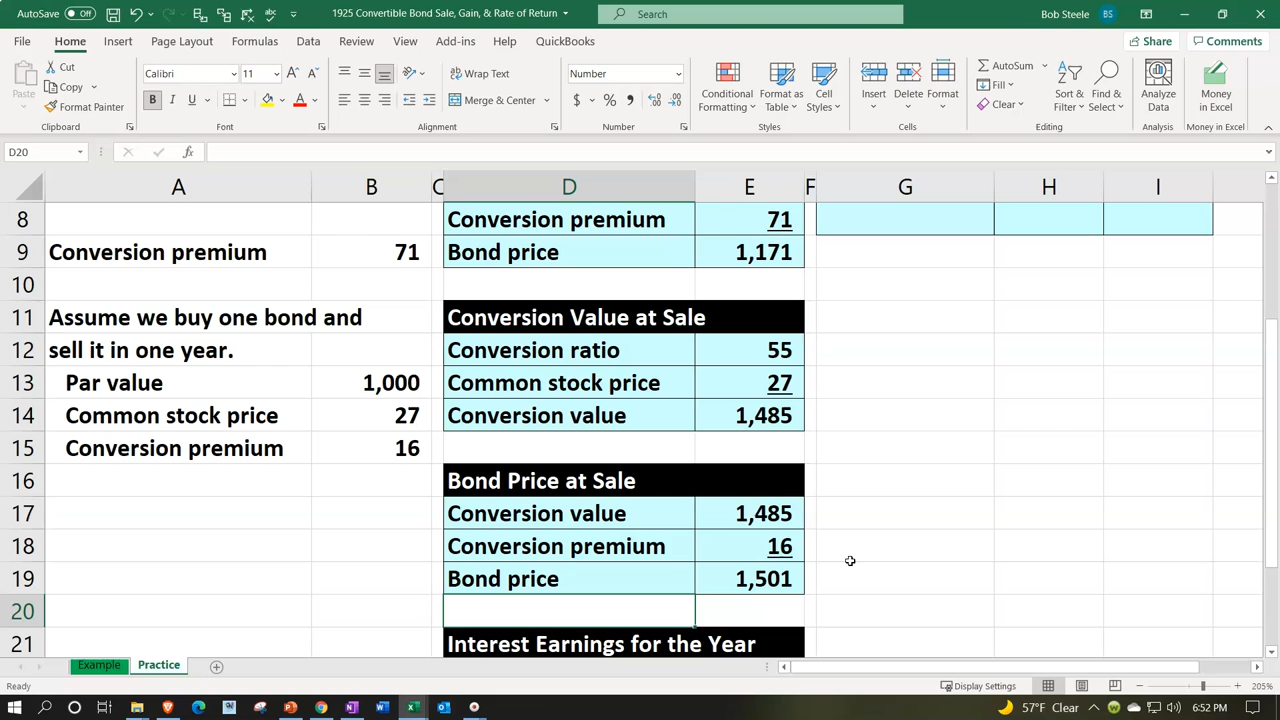 AutoSave Off 1925 Convertible Bond Sale, Gain, & Rate of Return Search Bob Steele BS
File Home Insert Page Layout Formulas Data Review View Add-ins Help QuickBooks Share Comments
Paste Cut Copy Format Painter
Calibri 11
B I U
Wrap Text
Merge & Center
Number
$ % 9
Conditional Formatting Format as Table Cell Styles
Insert Delete Format
AutoSum Fill Clear
Sort & Filter Find & Select
Analyze Data
Money in Excel
Clipboard Font Alignment Number Styles Cells Editing Analysis Money in Excel
D20 fx
A B C D E F G H I
8 Conversion premium 71
9 Conversion premium 71 Bond price 1,171
10
11 Assume we buy one bond and Conversion Value at Sale
12 sell it in one year. Conversion ratio 55
13 Par value 1,000 Common stock price 27
14 Common stock price 27 Conversion value 1,485
15 Conversion premium 16
16 Bond Price at Sale
17 Conversion value 1,485
18 Conversion premium 16
19 Bond price 1,501
20
21 Interest Earnings for the Year
Example Practice
Ready Display Settings 205%
57°F Clear 6:52 PM